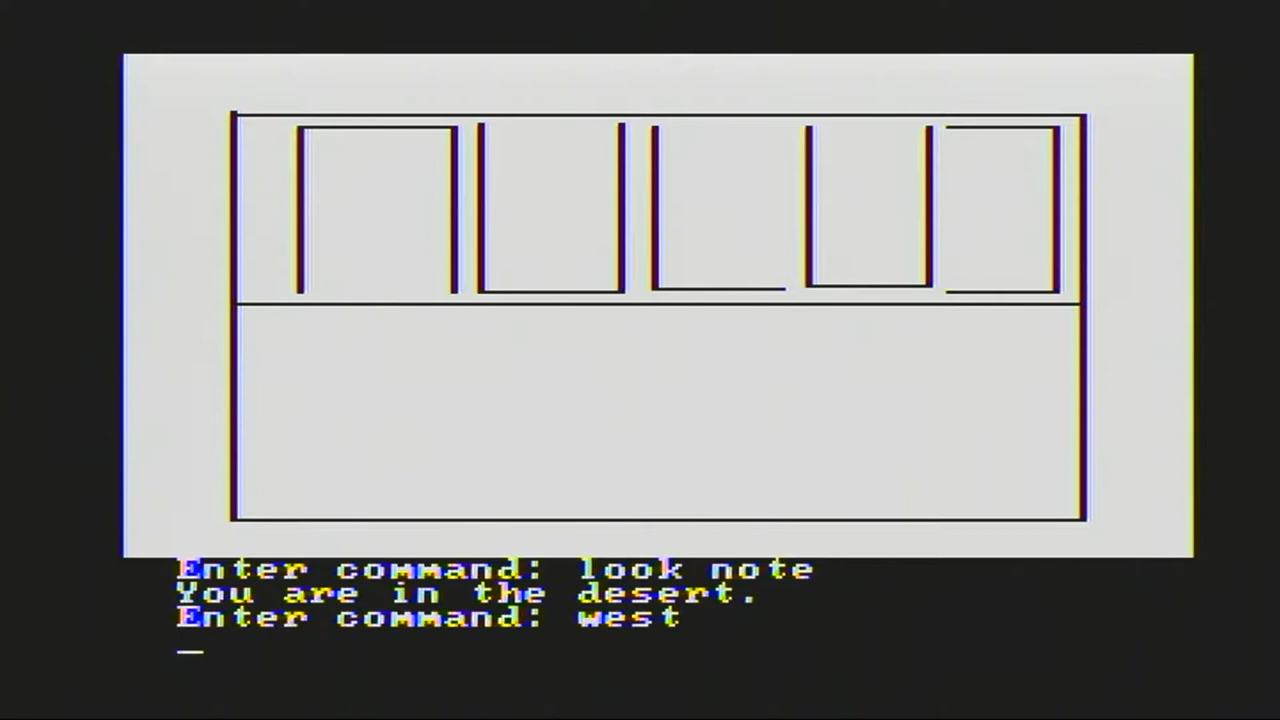 Enter command: look note
You are in the desert.
Enter command: west